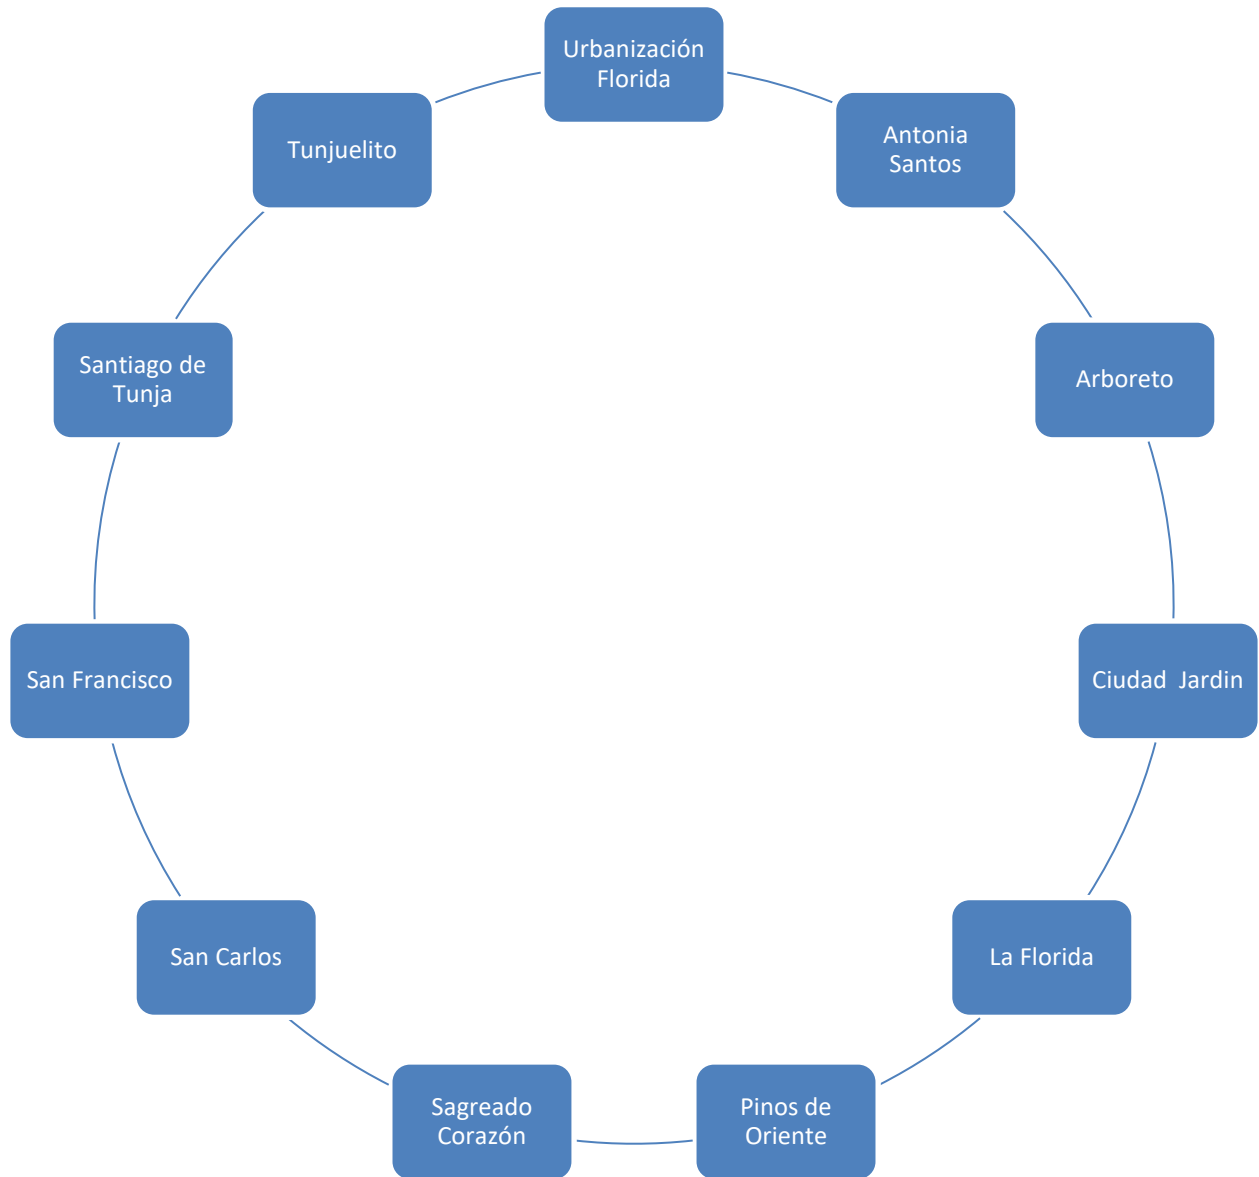 Urbanización
Florida
Antonia
Santos
Arboreto
Ciudad  Jardin
La Florida
Pinos de
Oriente
Sagreado
Corazón
San Carlos
San Francisco
Santiago de
Tunja
Tunjuelito